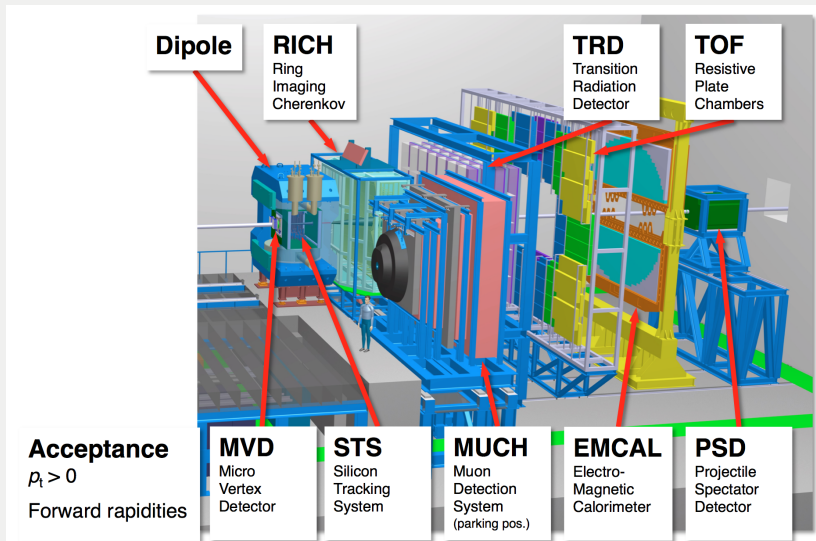 Dipole
RICH
Ring
Imaging
Cherenkov
TRD
Transition
Radiation
Detector
TOF
Resistive
Plate
Chambers
Acceptance
pₜ > 0
Forward rapidities
MVD
Micro
Vertex
Detector
STS
Silicon
Tracking
System
MUCH
Muon
Detection
System
(parking pos.)
EMCAL
Electro-
Magnetic
Calorimeter
PSD
Projectile
Spectator
Detector